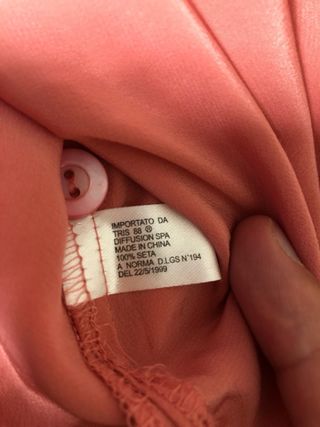 IMPORTATO DA
TRIS 88 ®
DIFFUSION SPA
MADE IN CHINA
100% SETA
A NORMA D.LGS N°194
DEL 22/5/1999